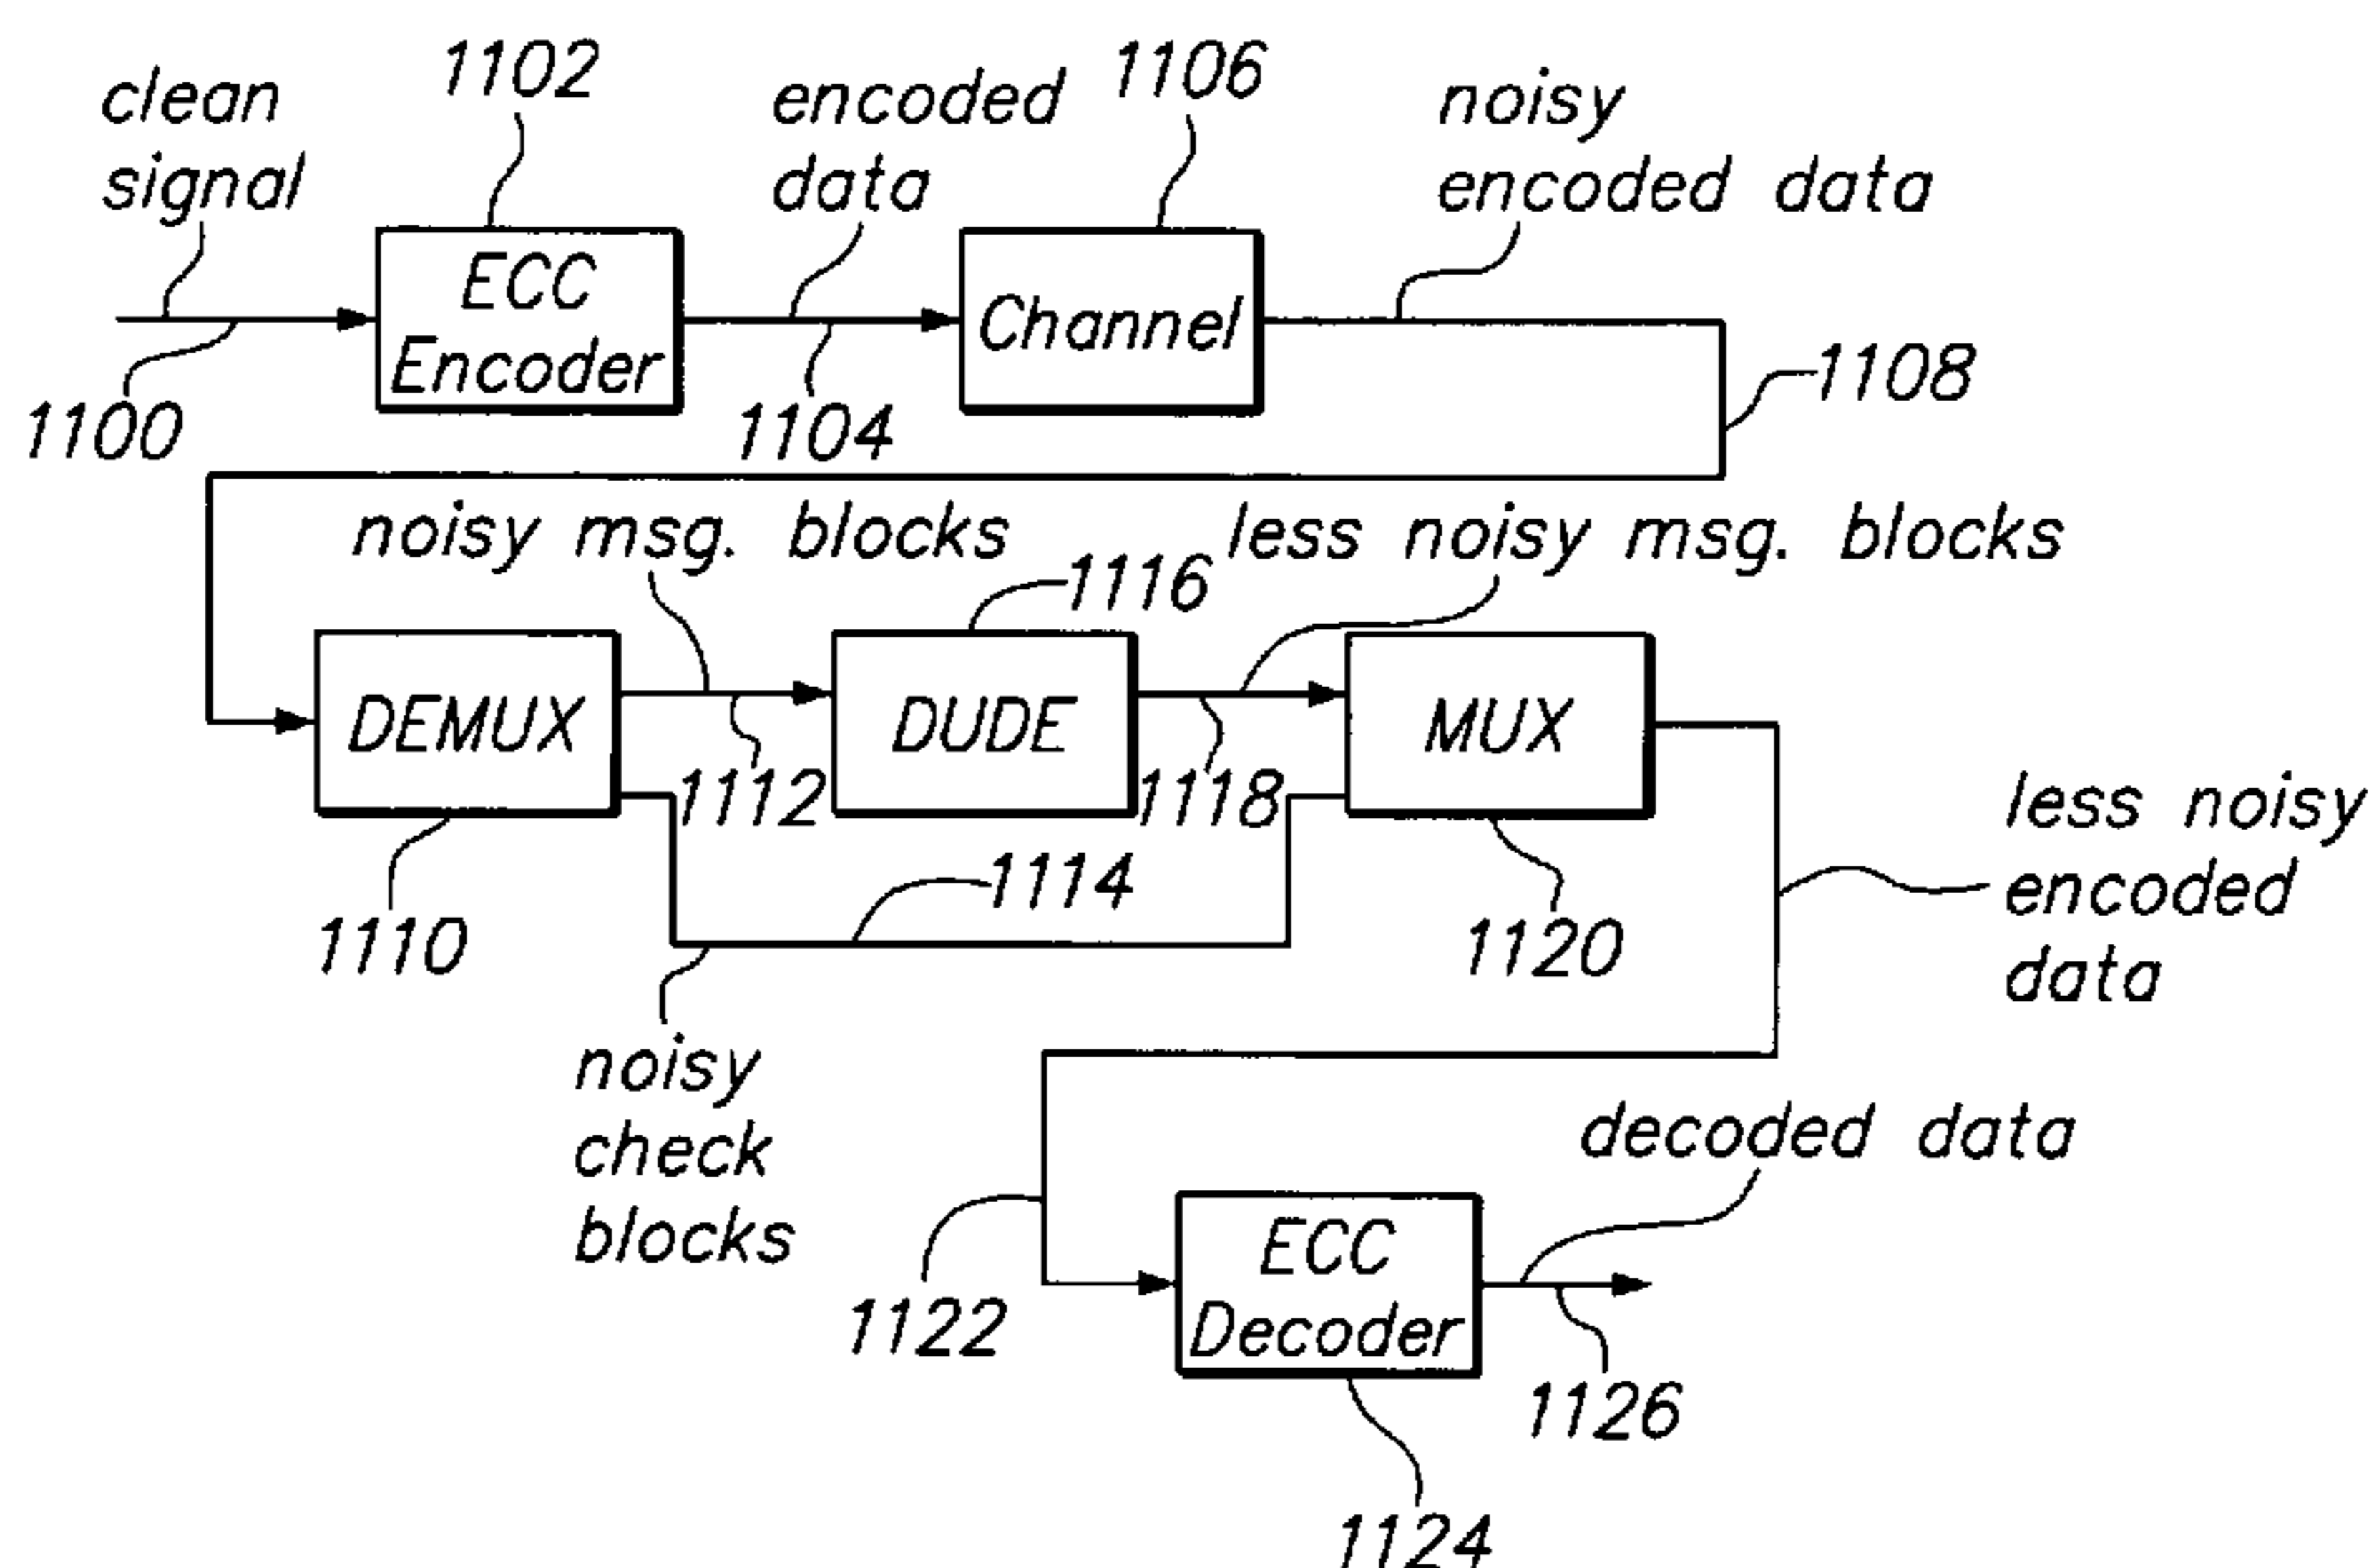 1102
1106
clean
signal
encoded
data
noisy
encoded data
ECC
Encoder
Channel
1100
1104
1108
noisy msg. blocks
less noisy msg. blocks
1116
DEMUX
DUDE
MUX
1112
1118
1114
1110
1120
less noisy
encoded
data
noisy
check
blocks
decoded data
1122
ECC
Decoder
1126
1124